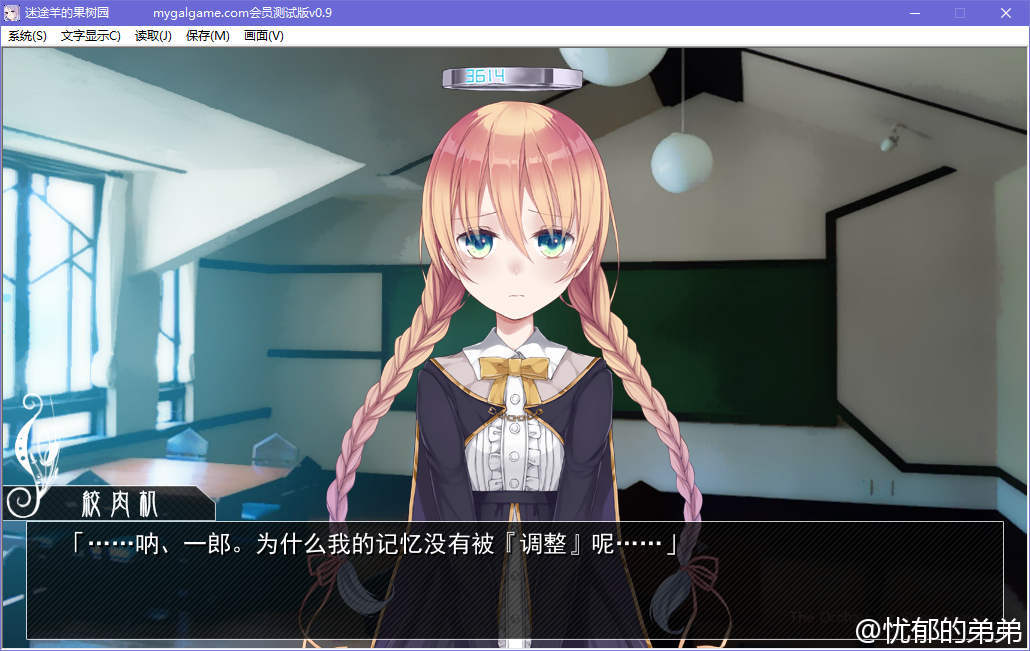 迷途羊的果树园 mygalgame.com会员测试版v0.9
系统(S) 文字显示C) 读取(J) 保存(M) 画面(V)
3614
绞肉机
「……呐、一郎。为什么我的记忆没有被『调整』呢……」
@忧郁的弟弟